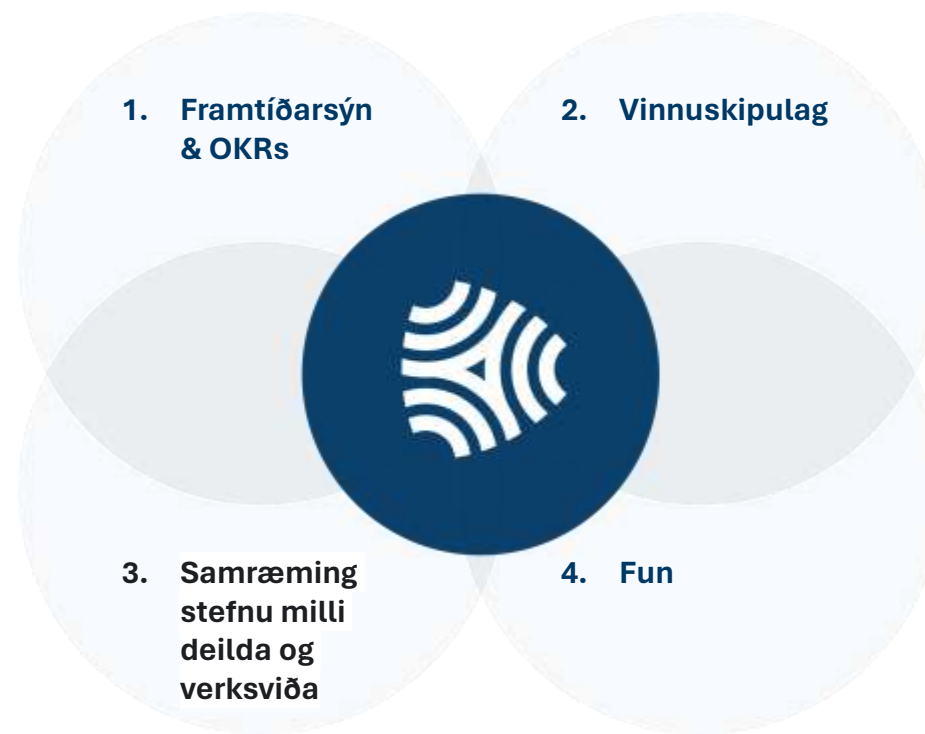 1. Framtíðarsýn
& OKRs
2. Vinnuskipulag
3. Samræming
stefnu milli
deilda og
verksviða
4. Fun